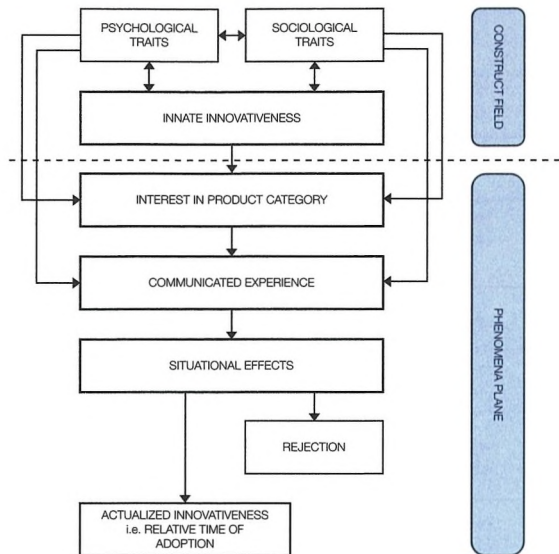 PSYCHOLOGICAL
TRAITS
SOCIOLOGICAL
TRAITS
INNATE INNOVATIVENESS
CONSTRUCT FIELD
INTEREST IN PRODUCT CATEGORY
COMMUNICATED EXPERIENCE
SITUATIONAL EFFECTS
REJECTION
ACTUALIZED INNOVATIVENESS
i.e. RELATIVE TIME OF
ADOPTION
PHENOMENA PLANE